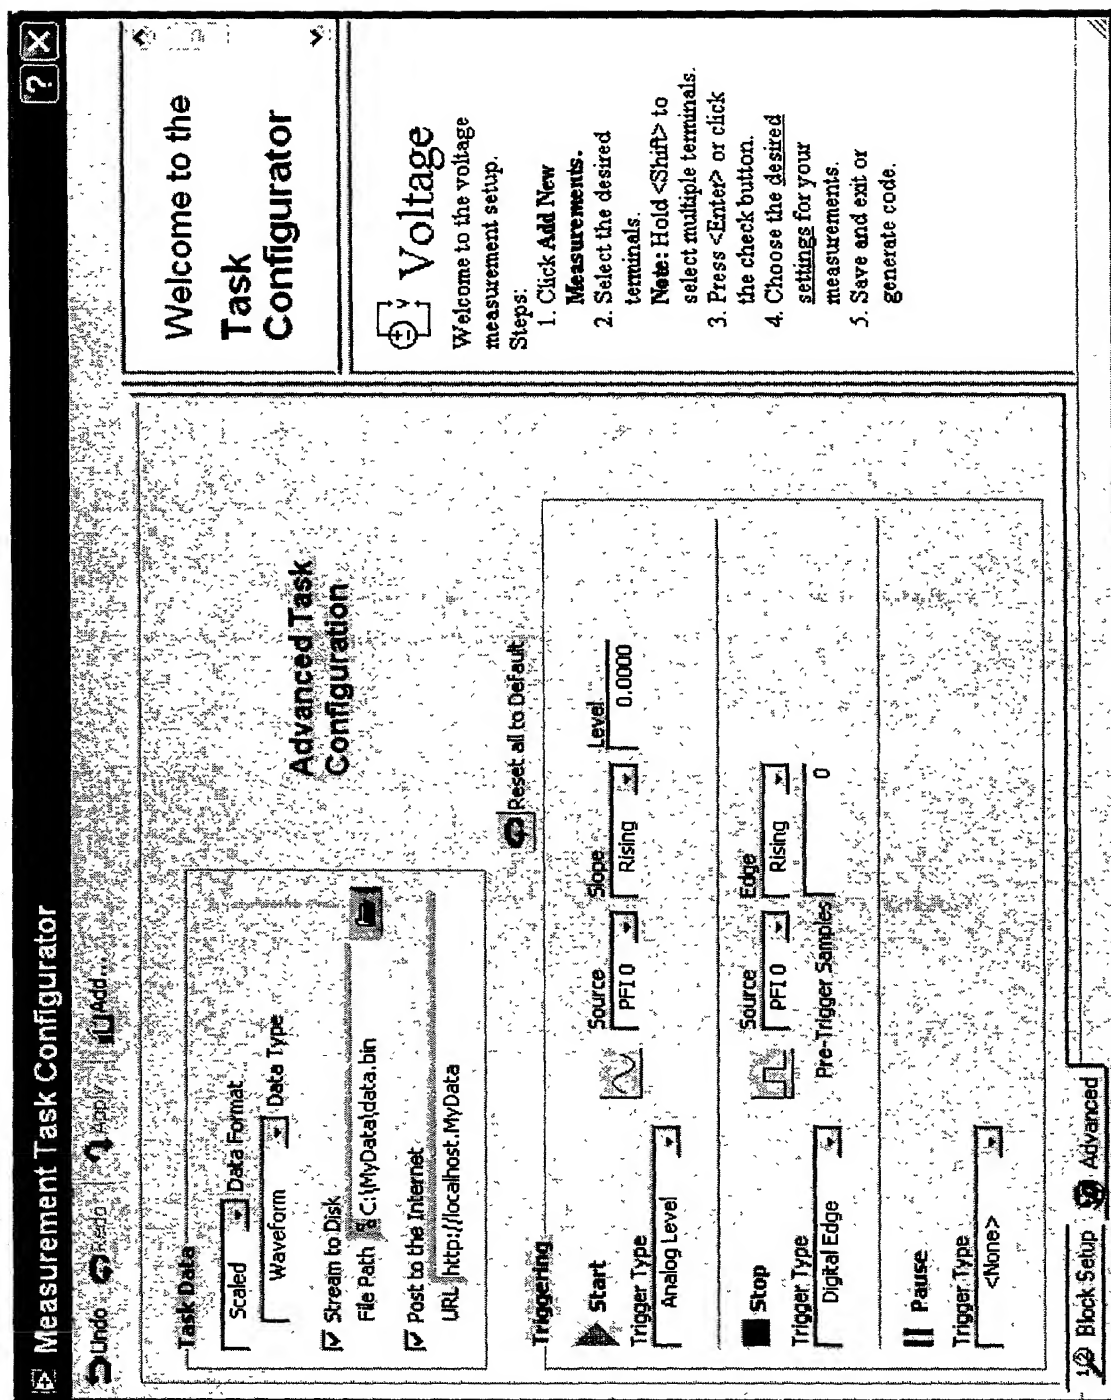 Measurement Task Configurator
Undo Redo Apply Add...
Task Data
Scaled Data Format
Waveform Data Type
Stream to Disk
File Path C:\MyData\data.bin
Post to the Internet
URL http://localhost.MyData
Advanced Task
Configuration
Reset all to Default
Triggering
Start
Trigger Type Source Slope Level
Analog Level PFI 0 Rising 0.0000
Stop
Trigger Type Source Edge
Digital Edge PFI 0 Rising
Pre-Trigger Samples 0
Pause
Trigger Type
<None>
Block Setup Advanced
Welcome to the
Task
Configurator
Voltage
Welcome to the voltage
measurement setup.
Steps:
1. Click Add New
Measurements.
2. Select the desired
terminals.
Note: Hold <Shift> to
select multiple terminals.
3. Press <Enter> or click
the check button.
4. Choose the desired
settings for your
measurements.
5. Save and exit or
generate code.